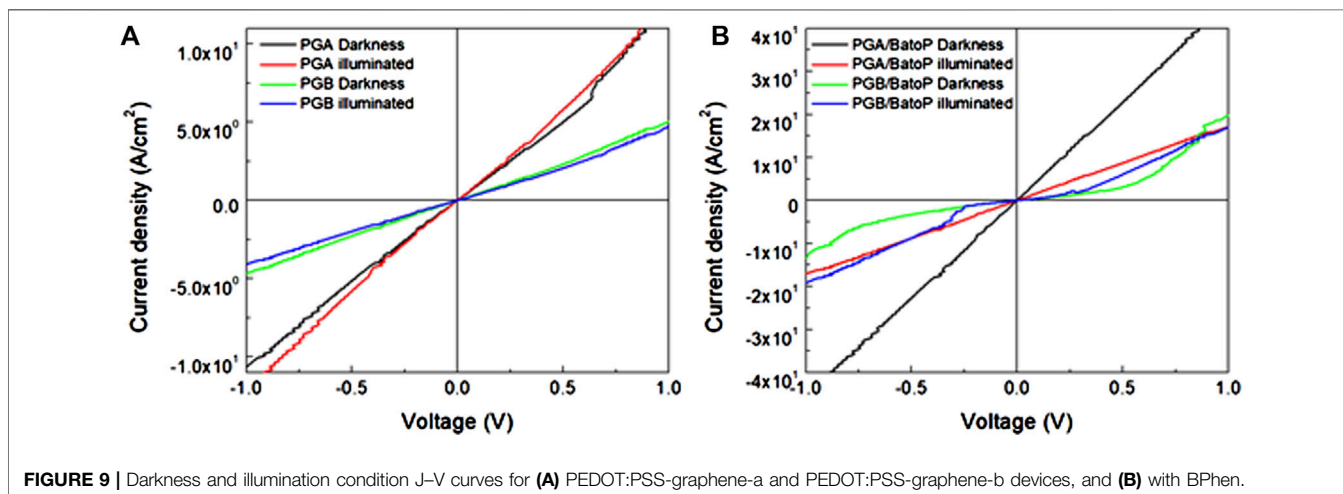 A
PGA Darkness
PGA illuminated
PGB Darkness
PGB illuminated
Current density (A/cm²)
1.0x10¹
5.0x10⁰
0.0
-5.0x10⁰
-1.0x10¹
-1.0
-0.5
0.0
0.5
1.0
Voltage (V)
B
PGA/BatoP Darkness
PGA/BatoP illuminated
PGB/BatoP Darkness
PGB/BatoP illuminated
Current density (A/cm²)
4x10¹
3x10¹
2x10¹
1x10¹
0
-1x10¹
-2x10¹
-3x10¹
-4x10¹
-1.0
-0.5
0.0
0.5
1.0
Voltage (V)
FIGURE 9 | Darkness and illumination condition J–V curves for (A) PEDOT:PSS-graphene-a and PEDOT:PSS-graphene-b devices, and (B) with BPhen.